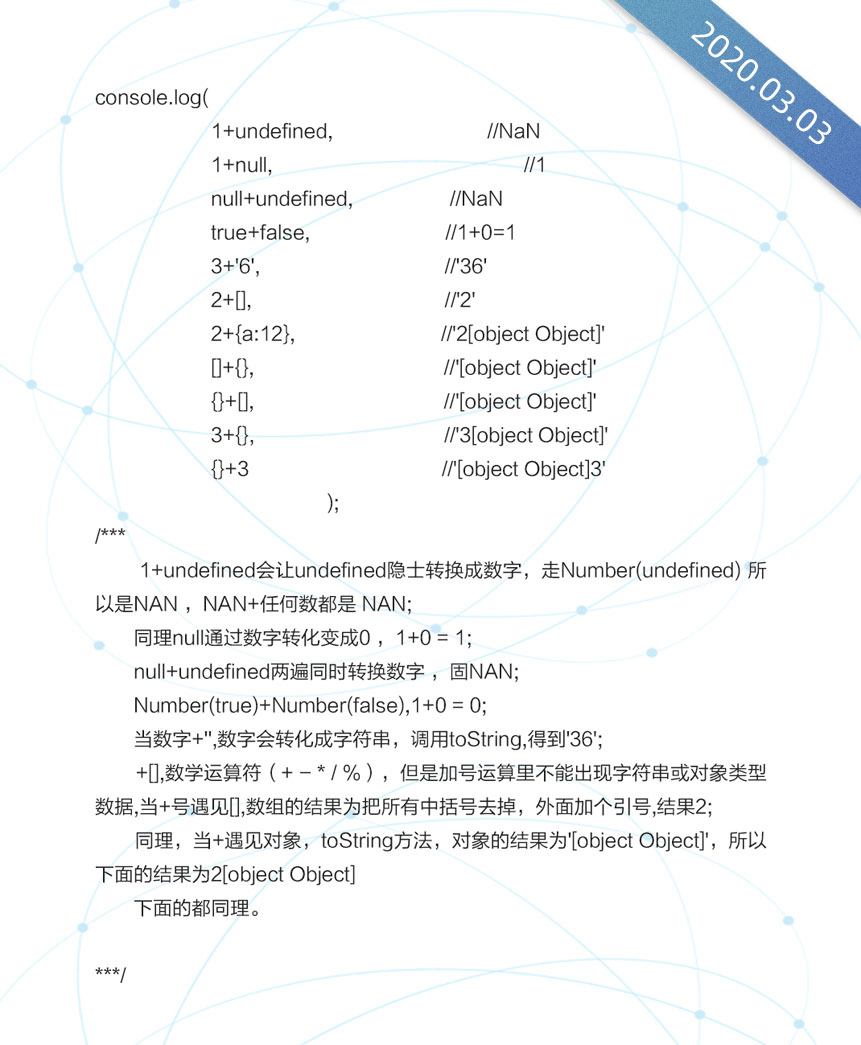 2020.03.03
console.log(
1+undefined, //NaN
1+null, //1
null+undefined, //NaN
true+false, //1+0=1
3+'6', //'36'
2+[], //'2'
2+{a:12}, //'2[object Object]'
[]+{}, //'[object Object]'
{}+[], //'[object Object]'
3+{}, //'3[object Object]'
{}+3 //'[object Object]3'
);
/***
1+undefined会让undefined隐士转换成数字，走Number(undefined) 所
以是NAN ，NAN+任何数都是 NAN;
同理null通过数字转化变成0 ，1+0 = 1;
null+undefined两遍同时转换数字 ，固NAN;
Number(true)+Number(false),1+0 = 0;
当数字+'',数字会转化成字符串，调用toString,得到'36';
+[],数学运算符（ + - * / % ），但是加号运算里不能出现字符串或对象类型
数据,当+号遇见[],数组的结果为把所有中括号去掉，外面加个引号,结果2;
同理，当+遇见对象，toString方法，对象的结果为'[object Object]'，所以
下面的结果为2[object Object]
下面的都同理。
***/